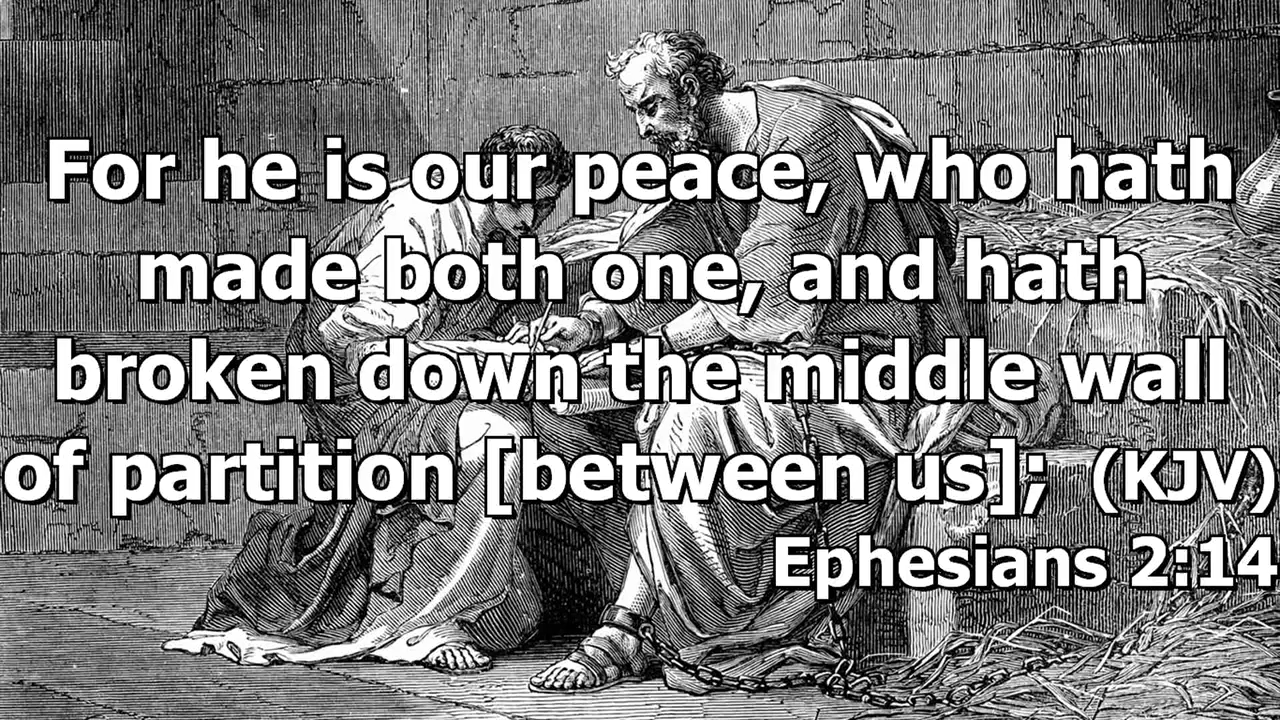 For he is our peace, who hath
made both one, and hath
broken down the middle wall
of partition [between us]; (KJV)
Ephesians 2:14